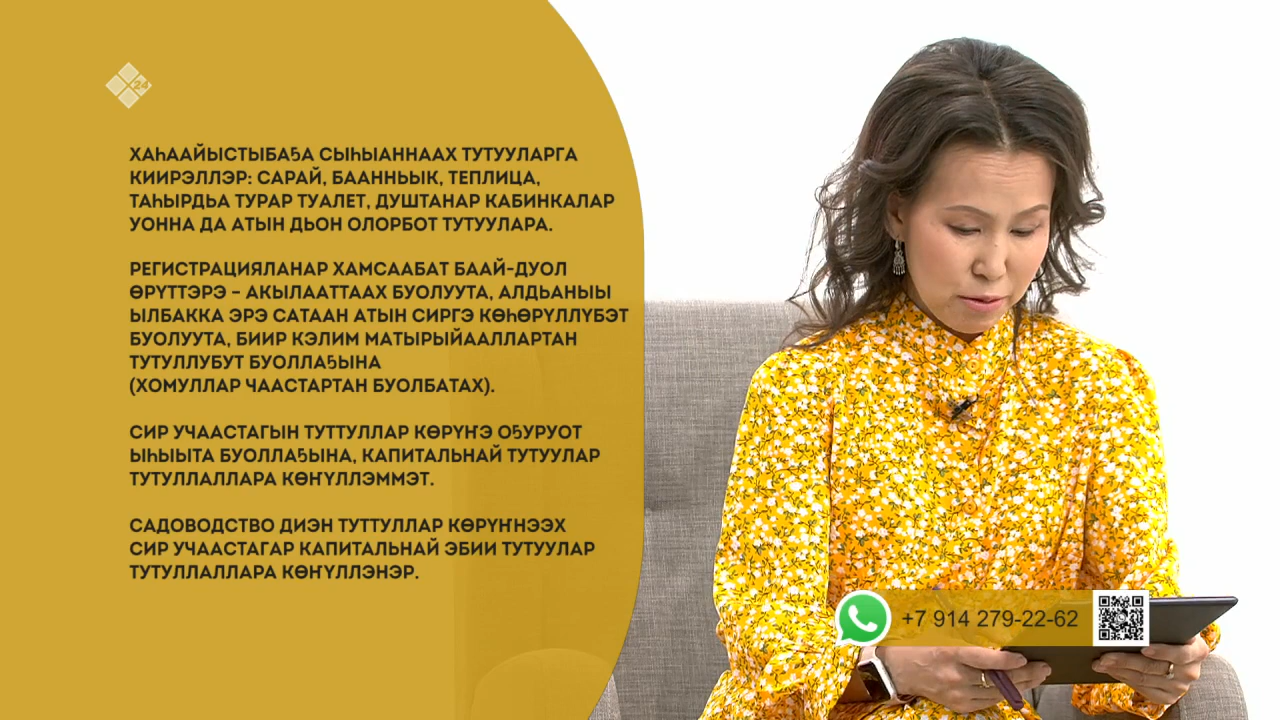 Х24
ХАҺААЙЫСТЫБАҔА СЫҺЫАННААХ ТУТУУЛАРГА
КИИРЭЛЛЭР: САРАЙ, БААННЬЫК, ТЕПЛИЦА,
ТАҺЫРДЬА ТУРАР ТУАЛЕТ, ДУШТАНАР КАБИНКАЛАР
УОННА ДА АТЫН ДЬОН ОЛОРБОТ ТУТУУЛАРА.
РЕГИСТРАЦИЯЛАНАР ХАМСААБАТ БААЙ-ДУОЛ
ӨРҮТТЭРЭ – АКЫЛААТТААХ БУОЛУУТА, АЛДЬАНЫЫ
ЫЛБАККА ЭРЭ САТААН АТЫН СИРГЭ КӨҺӨРҮЛЛҮБЭТ
БУОЛУУТА, БИИР КЭЛИМ МАТЫРЫЙААЛЛАРТАН
ТУТУЛЛУБУТ БУОЛЛАҔЫНА
(ХОМУЛЛАР ЧААСТАРТАН БУОЛБАТАХ).
СИР УЧААСТАГЫН ТУТТУЛЛАР КӨРҮҤЭ ОҔУРУОТ
ЫҺЫЫТА БУОЛЛАҔЫНА, КАПИТАЛЬНАЙ ТУТУУЛАР
ТУТУЛЛАЛЛАРА КӨҤҮЛЛЭММЭТ.
САДОВОДСТВО ДИЭН ТУТТУЛЛАР КӨРҮҤНЭЭХ
СИР УЧААСТАГАР КАПИТАЛЬНАЙ ЭБИИ ТУТУУЛАР
ТУТУЛЛАЛЛАРА КӨҤҮЛЛЭНЭР.
+7 914 279-22-62